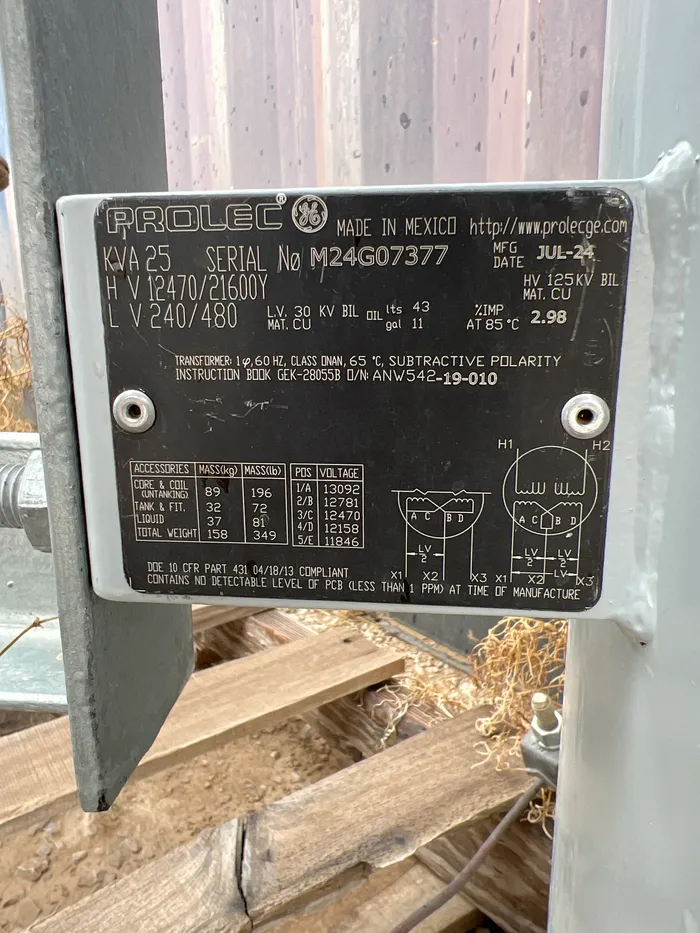 PROLEC® GE MADE IN MEXICO http://www.prolecge.com
KVA 25 SERIAL Nø M24G07377 MFG DATE JUL-24
H V 12470/21600Y HV 125KV BIL MAT. CU
L V 240/480 L.V. 30 KV BIL MAT. CU OIL lts 43 gal 11 %IMP AT 85 °C 2.98
TRANSFORMER: 1φ, 60 HZ, CLASS ONAN, 65 °C, SUBTRACTIVE POLARITY
INSTRUCTION BOOK GEK-28055B O/N: ANW542-19-010
ACCESSORIES MASS(kg) MASS(lb)
CORE & COIL (UNTANKING) 89 196
TANK & FIT. 32 72
LIQUID 37 81
TOTAL WEIGHT 158 349
POS VOLTAGE
1/A 13092
2/B 12781
3/C 12470
4/D 12158
5/E 11846
A C B D
LV
2
X1 X2 X3
H1 H2
A C B D
LV LV
2 2
LV
X1 X2 X3
DOE 10 CFR PART 431 04/18/13 COMPLIANT
CONTAINS NO DETECTABLE LEVEL OF PCB (LESS THAN 1 PPM) AT TIME OF MANUFACTURE